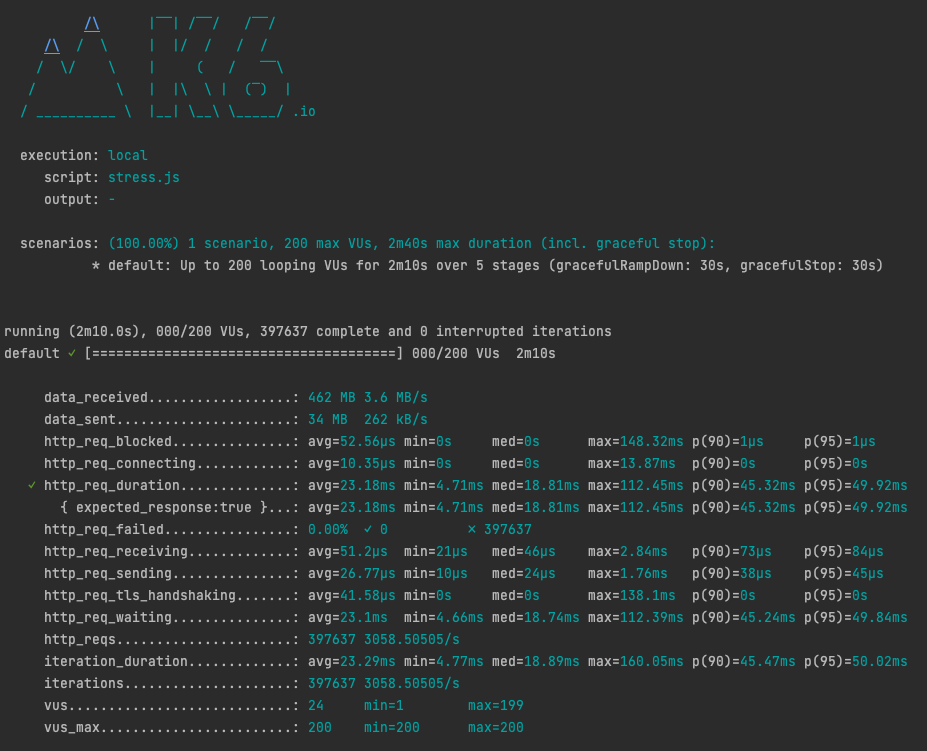 /\      |‾‾| /‾‾/   /‾‾/
     /\  /  \     |  |/  /   /  /
    /  \/    \    |     (   /   ‾‾\
   /          \   |  |\  \ |  (‾)  |
  / __________ \  |__| \__\ \_____/ .io
  execution: local
     script: stress.js
     output: -
  scenarios: (100.00%) 1 scenario, 200 max VUs, 2m40s max duration (incl. graceful stop):
           * default: Up to 200 looping VUs for 2m10s over 5 stages (gracefulRampDown: 30s, gracefulStop: 30s)
running (2m10.0s), 000/200 VUs, 397637 complete and 0 interrupted iterations
default ✓ [======================================] 000/200 VUs  2m10s
     data_received..................: 462 MB 3.6 MB/s
     data_sent......................: 34 MB  262 kB/s
     http_req_blocked...............: avg=52.56µs min=0s     med=0s      max=148.32ms p(90)=1µs     p(95)=1µs
     http_req_connecting............: avg=10.35µs min=0s     med=0s      max=13.87ms  p(90)=0s      p(95)=0s
   ✓ http_req_duration..............: avg=23.18ms min=4.71ms med=18.81ms max=112.45ms p(90)=45.32ms p(95)=49.92ms
       { expected_response:true }...: avg=23.18ms min=4.71ms med=18.81ms max=112.45ms p(90)=45.32ms p(95)=49.92ms
     http_req_failed................: 0.00%  ✓ 0          ✗ 397637
     http_req_receiving.............: avg=51.2µs  min=21µs   med=46µs    max=2.84ms   p(90)=73µs    p(95)=84µs
     http_req_sending...............: avg=26.77µs min=10µs   med=24µs    max=1.76ms   p(90)=38µs    p(95)=45µs
     http_req_tls_handshaking.......: avg=41.58µs min=0s     med=0s      max=138.1ms  p(90)=0s      p(95)=0s
     http_req_waiting...............: avg=23.1ms  min=4.66ms med=18.74ms max=112.39ms p(90)=45.24ms p(95)=49.84ms
     http_reqs......................: 397637 3058.50505/s
     iteration_duration.............: avg=23.29ms min=4.77ms med=18.89ms max=160.05ms p(90)=45.47ms p(95)=50.02ms
     iterations.....................: 397637 3058.50505/s
     vus............................: 24     min=1        max=199
     vus_max........................: 200    min=200      max=200